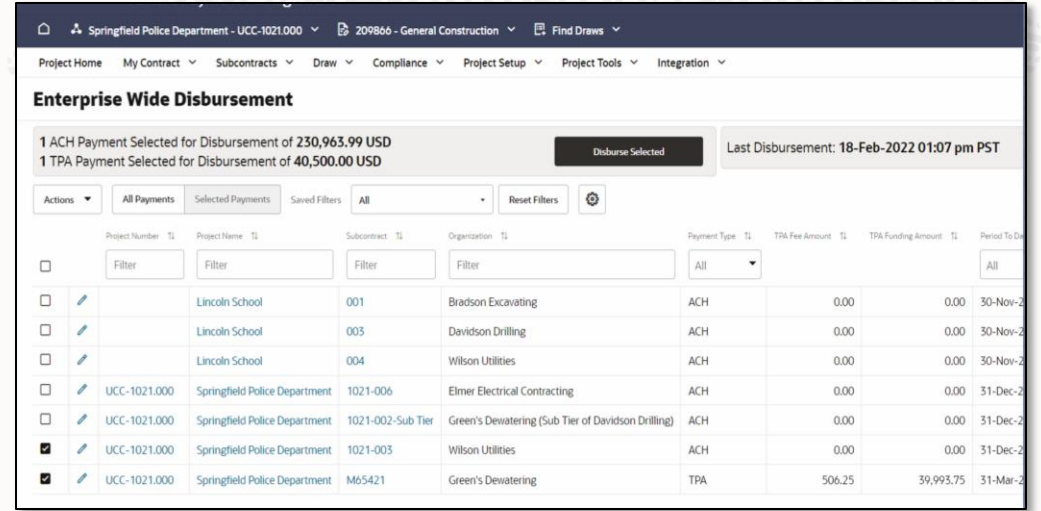 Springfield Police Department - UCC-1021.000 209866 - General Construction Find Draws
Project Home My Contract Subcontracts Draw Compliance Project Setup Project Tools Integration
Enterprise Wide Disbursement
1 ACH Payment Selected for Disbursement of 230,963.99 USD
1 TPA Payment Selected for Disbursement of 40,500.00 USD
Disburse Selected
Last Disbursement: 18-Feb-2022 01:07 pm PST
Actions All Payments Selected Payments Saved Filters All Reset Filters
Project Number Project Name Subcontract Organization Payment Type TPA Fee Amount TPA Funding Amount Period To Da
Filter Filter Filter Filter All All
Lincoln School 001 Bradson Excavating ACH 0.00 0.00 30-Nov-2
Lincoln School 003 Davidson Drilling ACH 0.00 0.00 30-Nov-2
Lincoln School 004 Wilson Utilities ACH 0.00 0.00 30-Nov-2
UCC-1021.000 Springfield Police Department 1021-006 Elmer Electrical Contracting ACH 0.00 0.00 31-Dec-2
UCC-1021.000 Springfield Police Department 1021-002-Sub Tier Green's Dewatering (Sub Tier of Davidson Drilling) ACH 0.00 0.00 31-Dec-2
UCC-1021.000 Springfield Police Department 1021-003 Wilson Utilities ACH 0.00 0.00 31-Dec-2
UCC-1021.000 Springfield Police Department M65421 Green's Dewatering TPA 506.25 39,993.75 31-Mar-2